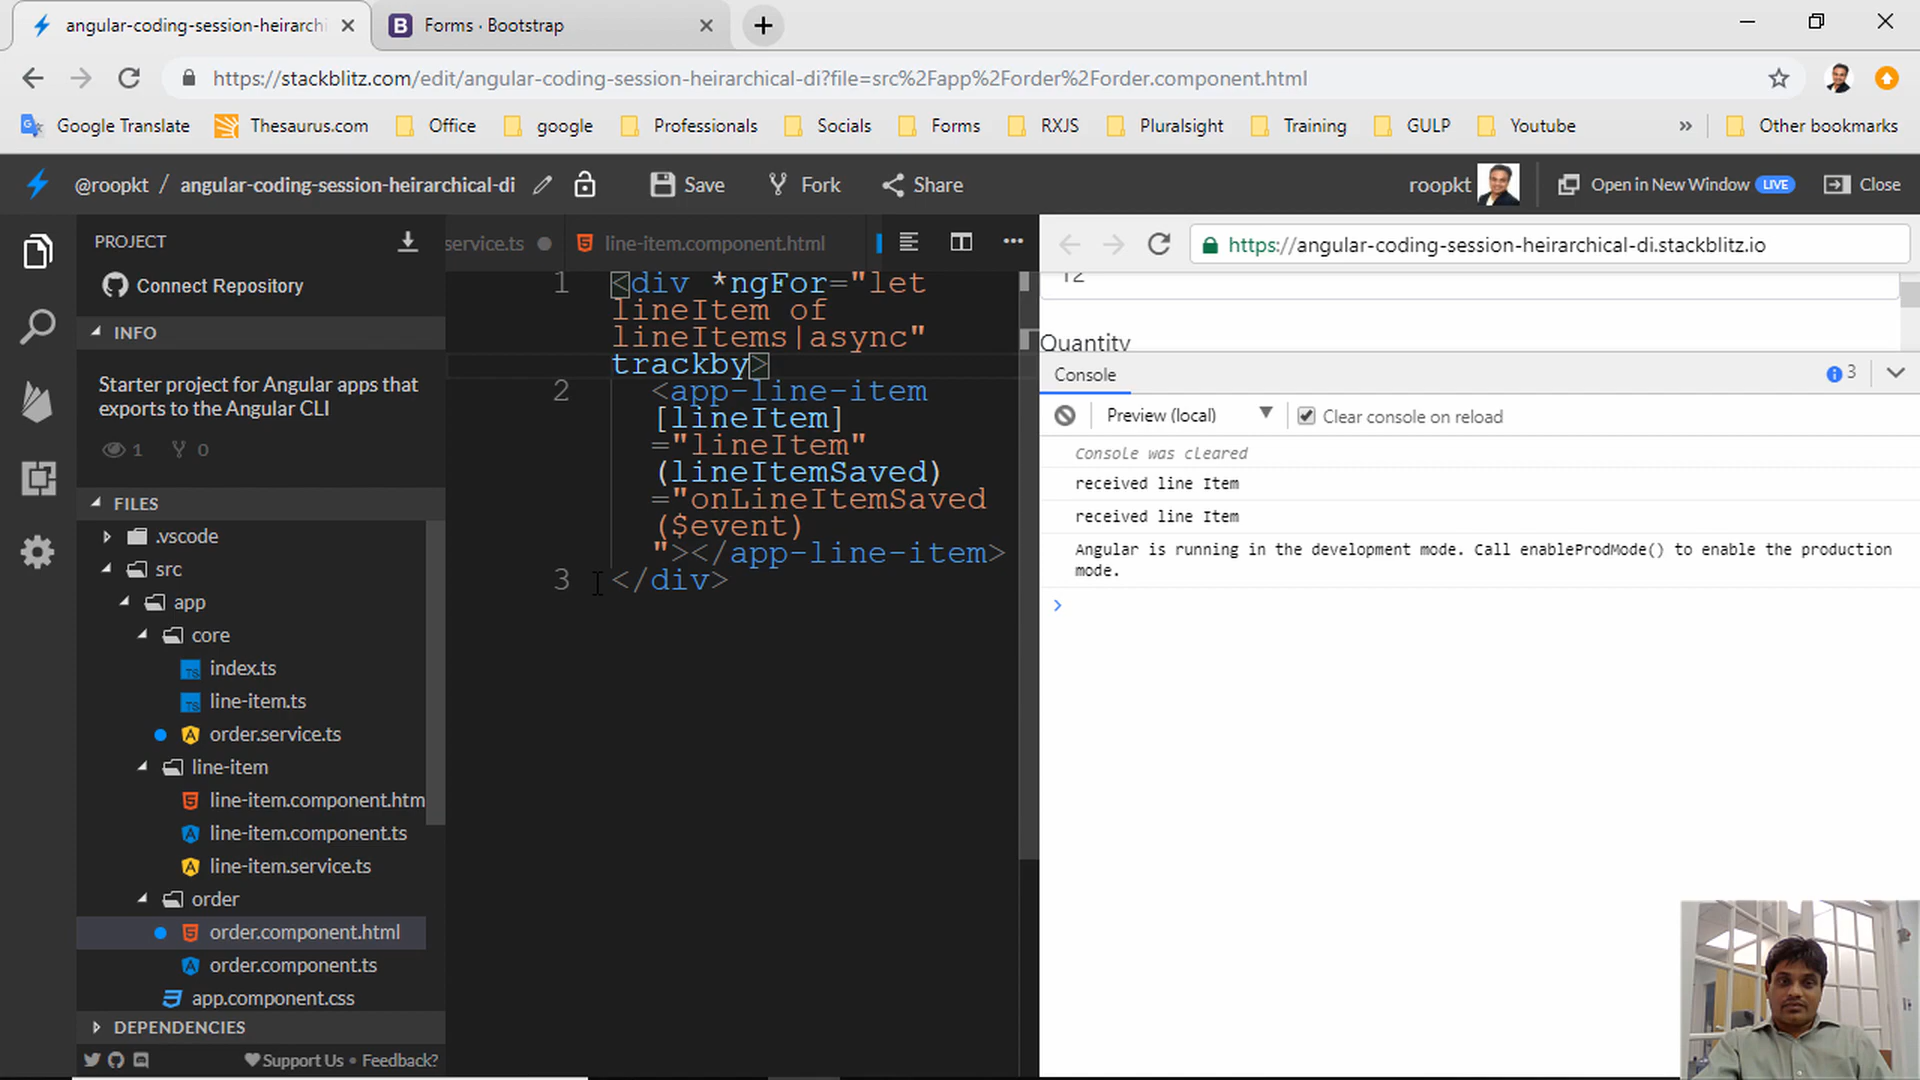 angular-coding-session-heirarchi
Forms · Bootstrap
https://stackblitz.com/edit/angular-coding-session-heirarchical-di?file=src%2Fapp%2Forder%2Forder.component.html
Google Translate
Thesaurus.com
Office
google
Professionals
Socials
Forms
RXJS
Pluralsight
Training
GULP
Youtube
»
Other bookmarks
@roopkt / angular-coding-session-heirarchical-di
Save
Fork
Share
roopkt
Open in New Window LIVE
Close
PROJECT
Connect Repository
INFO
Starter project for Angular apps that
exports to the Angular CLI
1
0
FILES
.vscode
src
app
core
index.ts
line-item.ts
order.service.ts
line-item
line-item.component.htm
line-item.component.ts
line-item.service.ts
order
order.component.html
order.component.ts
app.component.css
DEPENDENCIES
Support Us • Feedback?
service.ts
line-item.component.html
1 <div *ngFor="let
lineItem of
lineItems|async"
trackby>
2 <app-line-item
[lineItem]
="lineItem"
(lineItemSaved)
="onLineItemSaved
($event)
"></app-line-item>
3 </div>
https://angular-coding-session-heirarchical-di.stackblitz.io
12
Quantity
Console
3
Preview (local)
Clear console on reload
Console was cleared
received line Item
received line Item
Angular is running in the development mode. Call enableProdMode() to enable the production
mode.